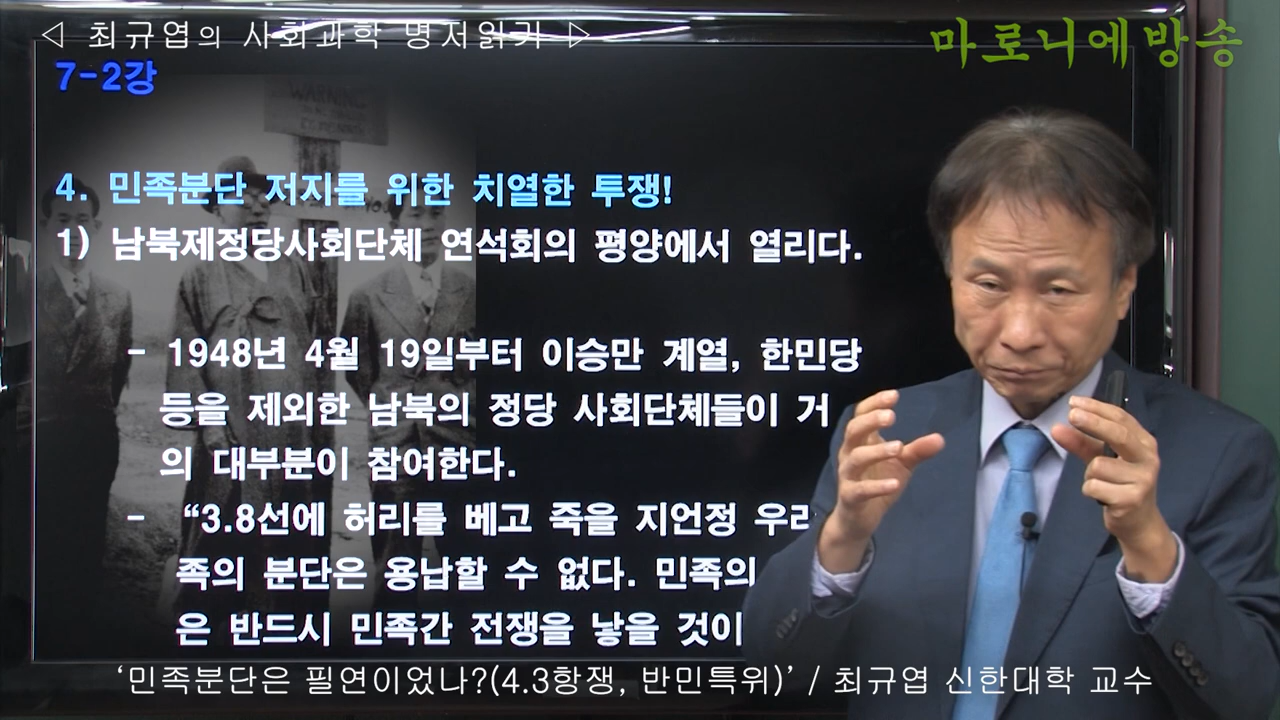 ◁ 최규엽의 사회과학 명저읽기 ▷
마로니에방송
7-2강
WARNING
4. 민족분단 저지를 위한 치열한 투쟁!
1) 남북제정당사회단체 연석회의 평양에서 열리다.
- 1948년 4월 19일부터 이승만 계열, 한민당
등을 제외한 남북의 정당 사회단체들이 거
의 대부분이 참여한다.
- “3.8선에 허리를 베고 죽을 지언정 우리
족의 분단은 용납할 수 없다. 민족의
은 반드시 민족간 전쟁을 낳을 것이
‘민족분단은 필연이었나?(4.3항쟁, 반민특위)’ / 최규엽 신한대학 교수